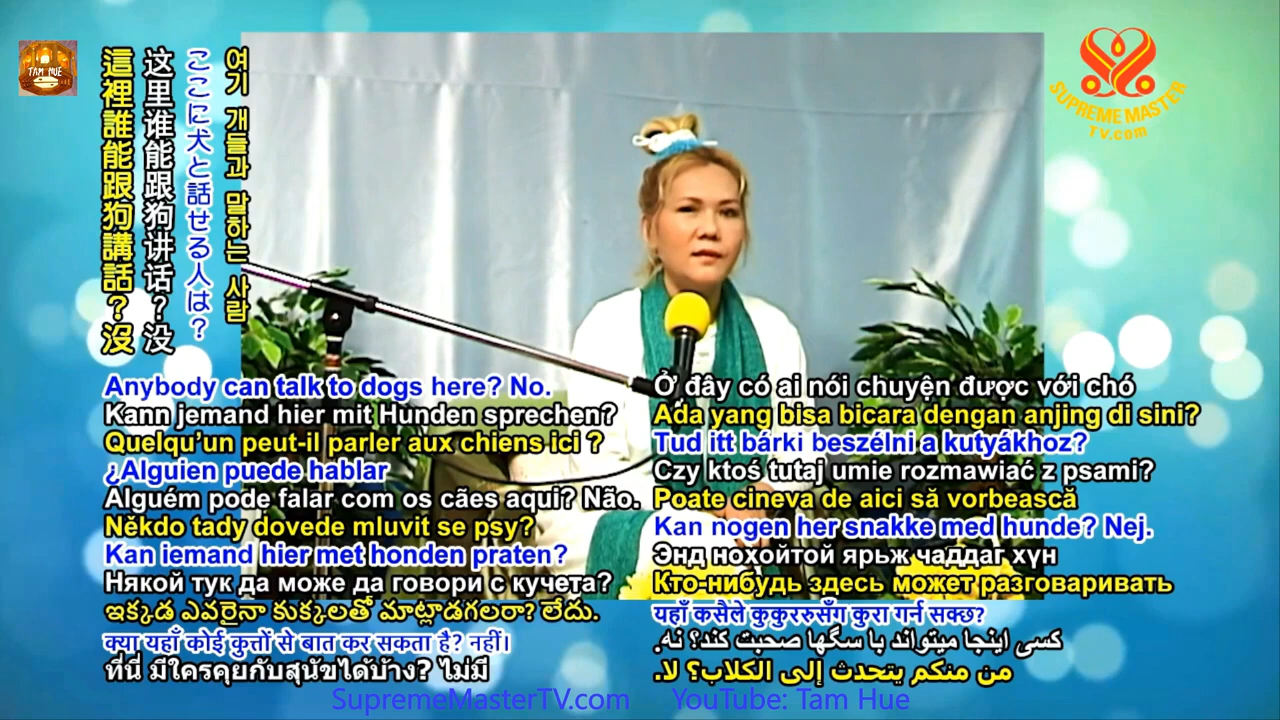 TAM HUE
SUPREME MASTER
TV.com
這裡誰能跟狗講話？沒
这里谁能跟狗讲话？没
ここに犬と話せる人は？
여기 개들과 말하는 사람
Anybody can talk to dogs here? No.
Kann jemand hier mit Hunden sprechen?
Quelqu’un peut-il parler aux chiens ici ?
¿Alguien puede hablar
Alguém pode falar com os cães aqui? Não.
Někdo tady dovede mluvit se psy?
Kan iemand hier met honden praten?
Някой тук да може да говори с кучета?
ఇక్కడ ఎవరైనా కుక్కలతో మాట్లాడగలరా? లేదు.
क्या यहाँ कोई कुत्तों से बात कर सकता है? नहीं।
ที่นี่ มีใครคุยกับสุนัขได้บ้าง? ไม่มี
Ở đây có ai nói chuyện được với chó
Ada yang bisa bicara dengan anjing di sini?
Tud itt bárki beszélni a kutyákhoz?
Czy ktoś tutaj umie rozmawiać z psami?
Poate cineva de aici să vorbească
Kan nogen her snakke med hunde? Nej.
Энд нохойтой ярьж чаддаг хүн
Кто-нибудь здесь может разговаривать
यहाँ कसैले कुकुररुसँग कुरा गर्न सक्छ?
کسی اینجا میتواند با سگها صحبت کند؟ نه.
من منكم يتحدث إلى الكلاب؟ لا.
SupremeMasterTV.com
YouTube: Tam Hue